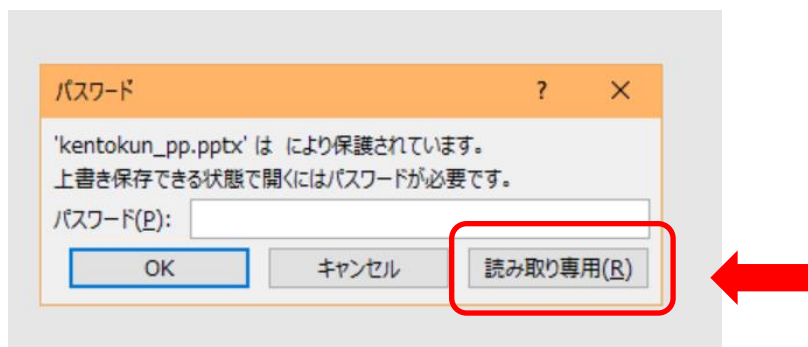 パスワード ? ×
'kentokun_pp.pptx' は により保護されています。
上書き保存できる状態で開くにはパスワードが必要です。
パスワード(P):
OK キャンセル 読み取り専用(R)